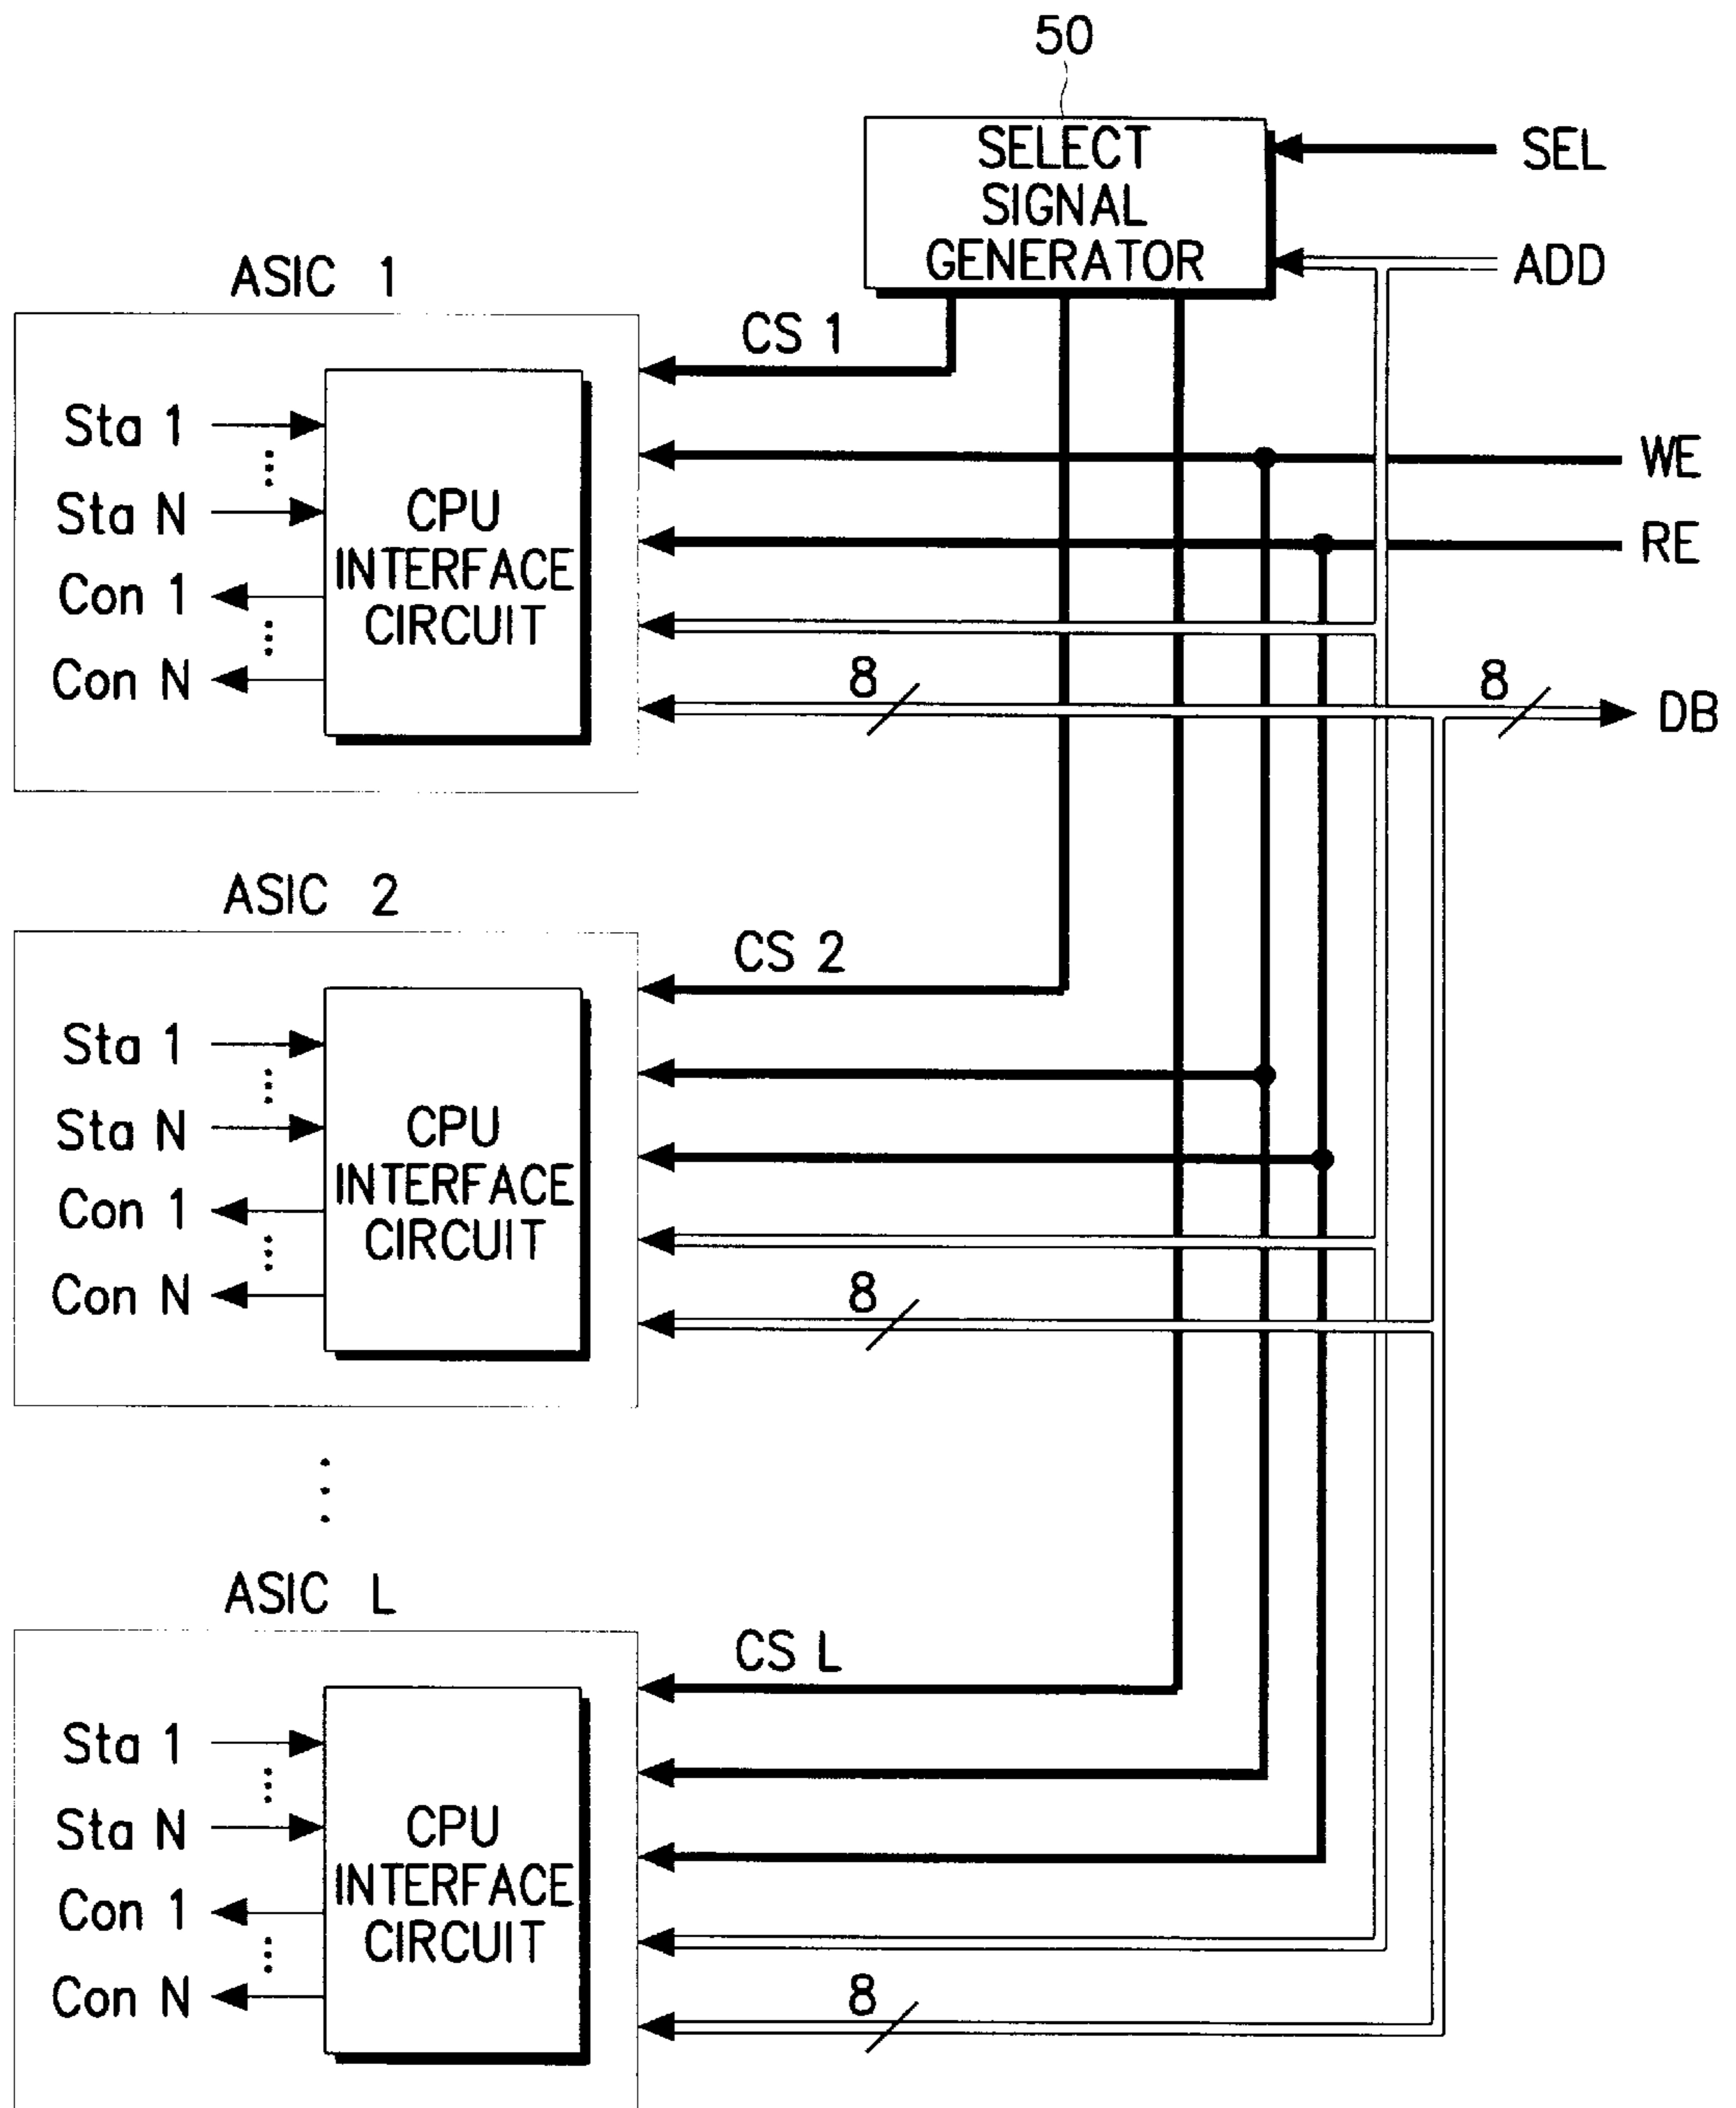 50
SELECT
SIGNAL
GENERATOR
SEL
ADD
ASIC 1
CS 1
Sta 1
Sta N
Con 1
Con N
CPU
INTERFACE
CIRCUIT
WE
RE
8
8
DB
ASIC 2
CS 2
Sta 1
Sta N
Con 1
Con N
CPU
INTERFACE
CIRCUIT
8
ASIC L
CS L
Sta 1
Sta N
Con 1
Con N
CPU
INTERFACE
CIRCUIT
8